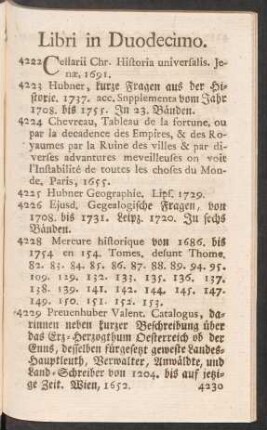 Libri in Duodecimo.
4222 Cellarii Chr. Historia universalis. Je-
næ, 1691.
4223 Hubner, kurze Fragen aus der Hi-
storie. 1737. acc. Supplementa vom Jahr
1708. bis 1755. In 23. Bänden.
4224 Chevreau, Tableau de la fortune, ou
par la decadence des Empires, & des Ro-
yaumes par la Ruine des villes & par di-
verses advantures meveilleuses on voit
l'Instabilité de toutes les choses du Mon-
de, Paris, 1655.
4225 Hubner Geographie. Lips. 1729.
4226 Ejusd. Gegealogische Fragen, von
1708. bis 1731. Leipz. 1720. In sechs
Bänden.
4228 Mercure historique von 1686. bis
1754 en 154. Tomes, desunt Thome.
82. 83. 84. 85. 86. 87. 88. 89. 94. 95.
109. 129. 132. 133. 135. 136. 137.
138. 139. 141. 142. 144. 145. 147.
149. 150. 151. 152. 153.
4229 Preuenhuber Valent. Catalogus, da-
rinnen neben kurzer Beschreibung über
das Erz-Herzogthum Oesterreich ob der
Enns, desselben fürgesetzt geweste Landes-
Hauptleuth, Verwalter, Anwäldte, und
Land-Schreiber von 1204. bis auf jetzi-
ge Zeit. Wien, 1652.
4230